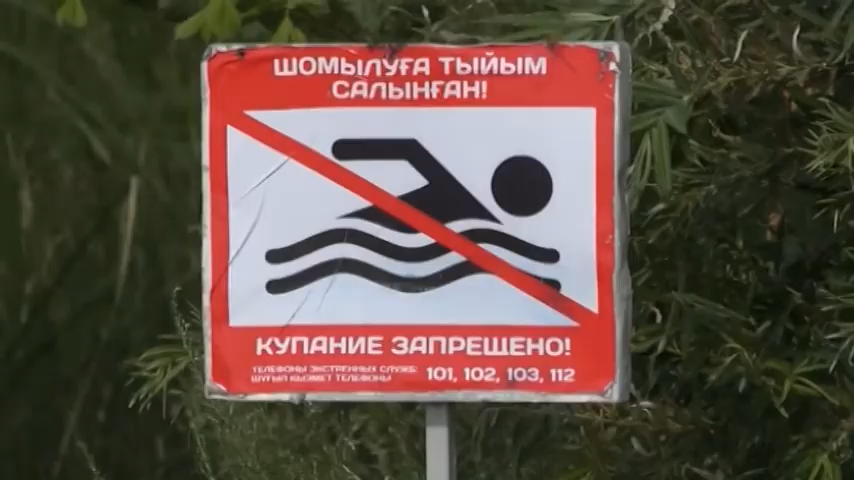 ШОМЫЛУҒА ТЫЙЫМ
САЛЫНҒАН!
КУПАНИЕ ЗАПРЕЩЕНО!
ТЕЛЕФОНЫ ЭКСТРЕННЫХ СЛУЖБ:
ШҰҒЫЛ ҚЫЗМЕТ ТЕЛЕФОНЫ
101, 102, 103, 112